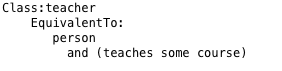 Class:teacher
EquivalentTo:
person
and (teaches some course)